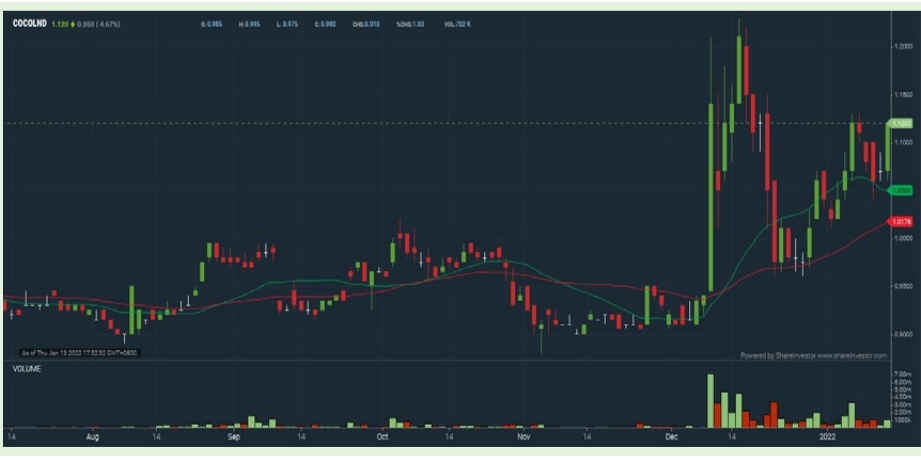 COCOLND 1.120 0.050 ( 4.67%) O: 0.985 H: 0.995 L: 0.975 C: 0.980 CHG: 0.010 %CHG: 1.03 VOL: 702 K
1.2000
1.1500
1.1200
1.1000
1.0500
1.0178
1.0000
0.9500
0.9000
As of Thu Jan 13 2022 17:32:32 GMT+0800
Powered by ShareInvestor www.shareinvestor.com
VOLUME
7.00m
6.00m
5.00m
4.00m
3.00m
2.00m
1000k
14 Aug 14 Sep 14 Oct 14 Nov 14 Dec 14 2022